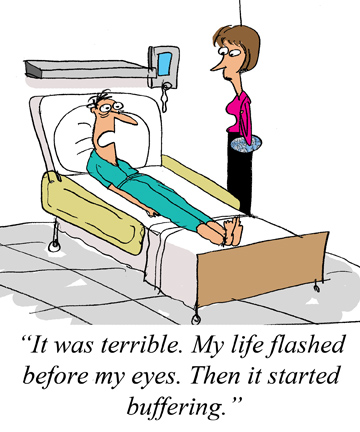 “It was terrible. My life flashed
before my eyes. Then it started
buffering.”